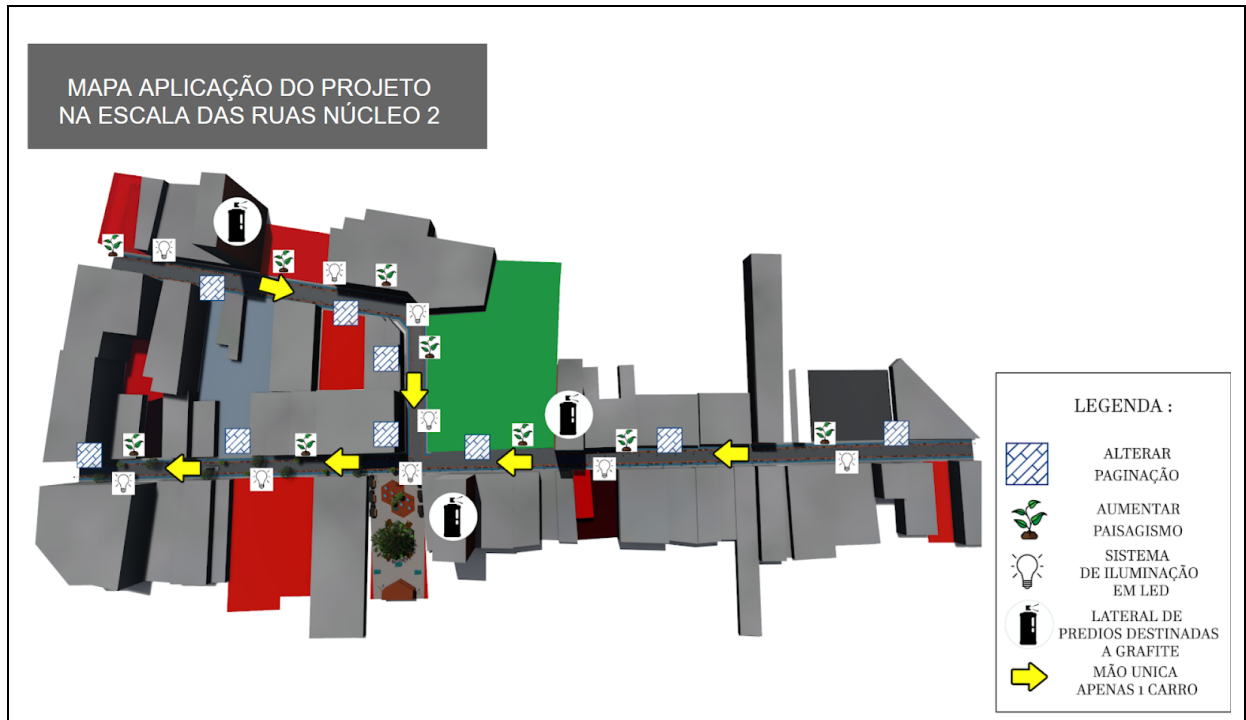 MAPA APLICAÇÃO DO PROJETO
NA ESCALA DAS RUAS NÚCLEO 2
LEGENDA :
ALTERAR
PAGINAÇÃO
AUMENTAR
PAISAGISMO
SISTEMA
DE ILUMINAÇÃO
EM LED
LATERAL DE
PREDIOS DESTINADAS
A GRAFITE
MÃO UNICA
APENAS 1 CARRO